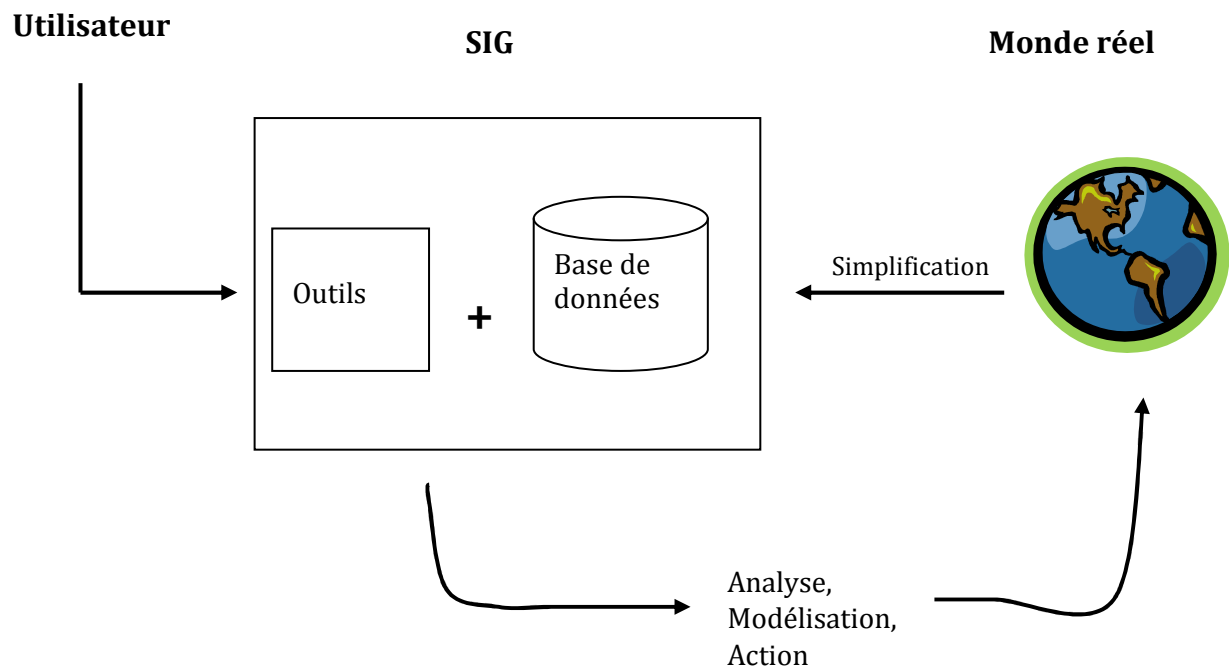 Utilisateur
SIG
Monde réel
Outils
+
Base de
données
Simplification
Analyse,
Modélisation,
Action